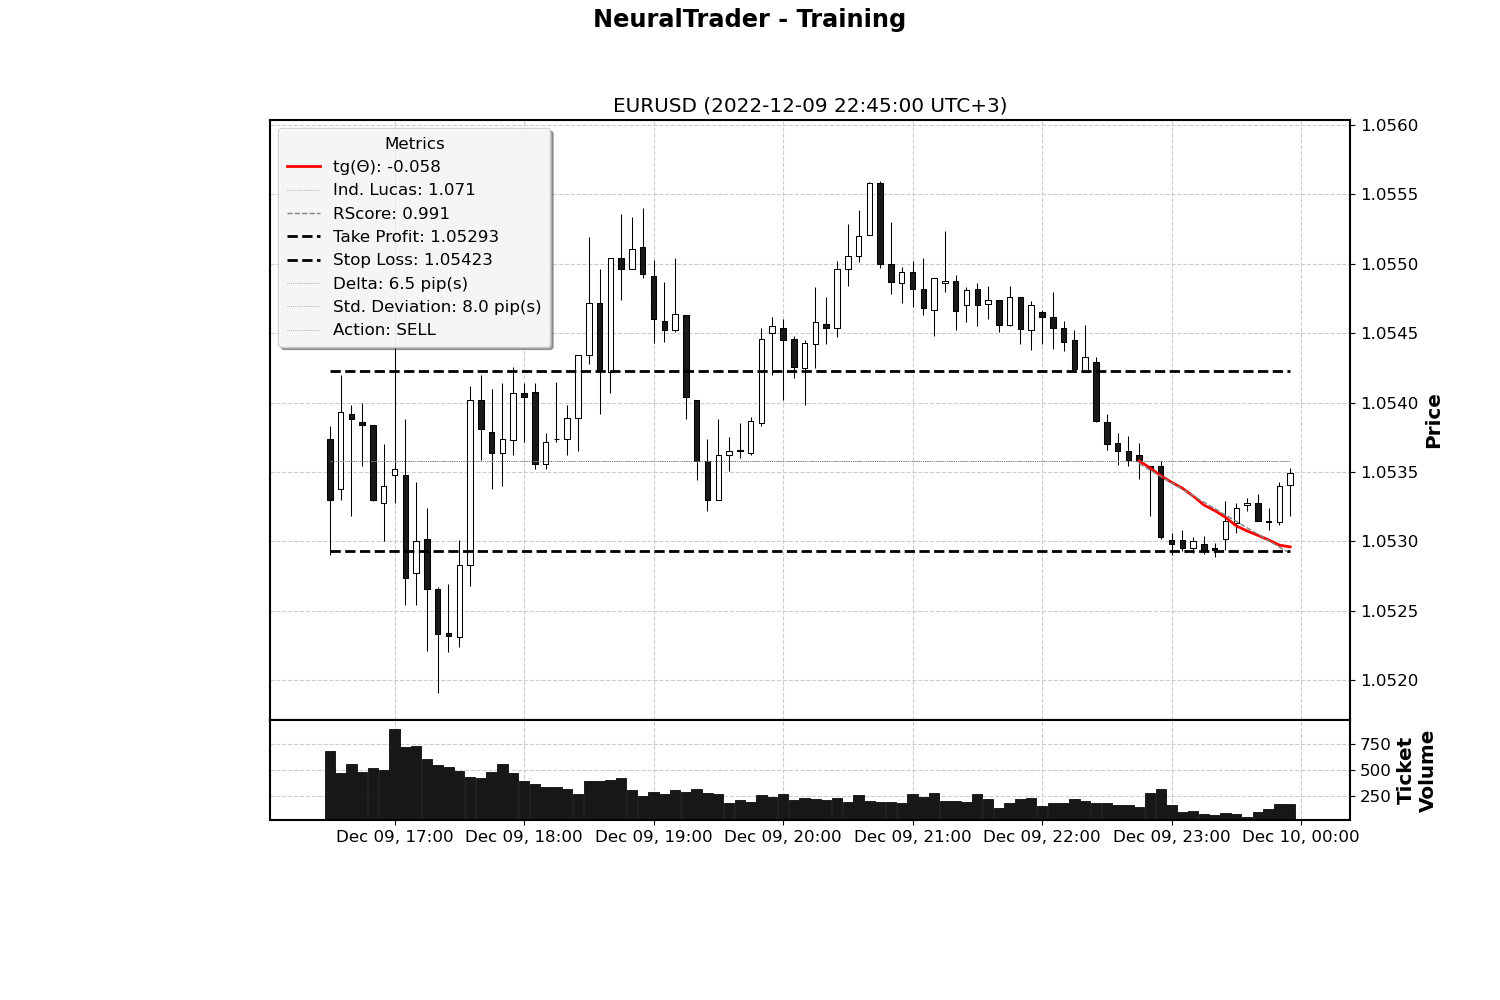 NeuralTrader - Training
EURUSD (2022-12-09 22:45:00 UTC+3)
Metrics
tg(Θ): -0.058
Ind. Lucas: 1.071
RScore: 0.991
Take Profit: 1.05293
Stop Loss: 1.05423
Delta: 6.5 pip(s)
Std. Deviation: 8.0 pip(s)
Action: SELL
1.0560
1.0555
1.0550
1.0545
1.0540
1.0535
1.0530
1.0525
1.0520
Price
750
500
250
Ticket
Volume
Dec 09, 17:00
Dec 09, 18:00
Dec 09, 19:00
Dec 09, 20:00
Dec 09, 21:00
Dec 09, 22:00
Dec 09, 23:00
Dec 10, 00:00